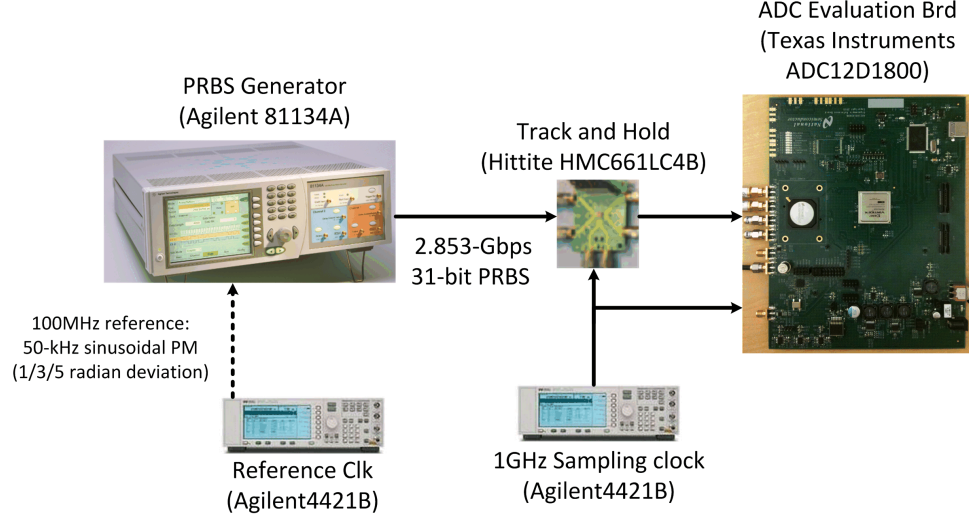 ADC Evaluation Brd
(Texas Instruments
ADC12D1800)
PRBS Generator
(Agilent 81134A)
Track and Hold
(Hittite HMC661LC4B)
2.853-Gbps
31-bit PRBS
100MHz reference:
50-kHz sinusoidal PM
(1/3/5 radian deviation)
Reference Clk
(Agilent4421B)
1GHz Sampling clock
(Agilent4421B)